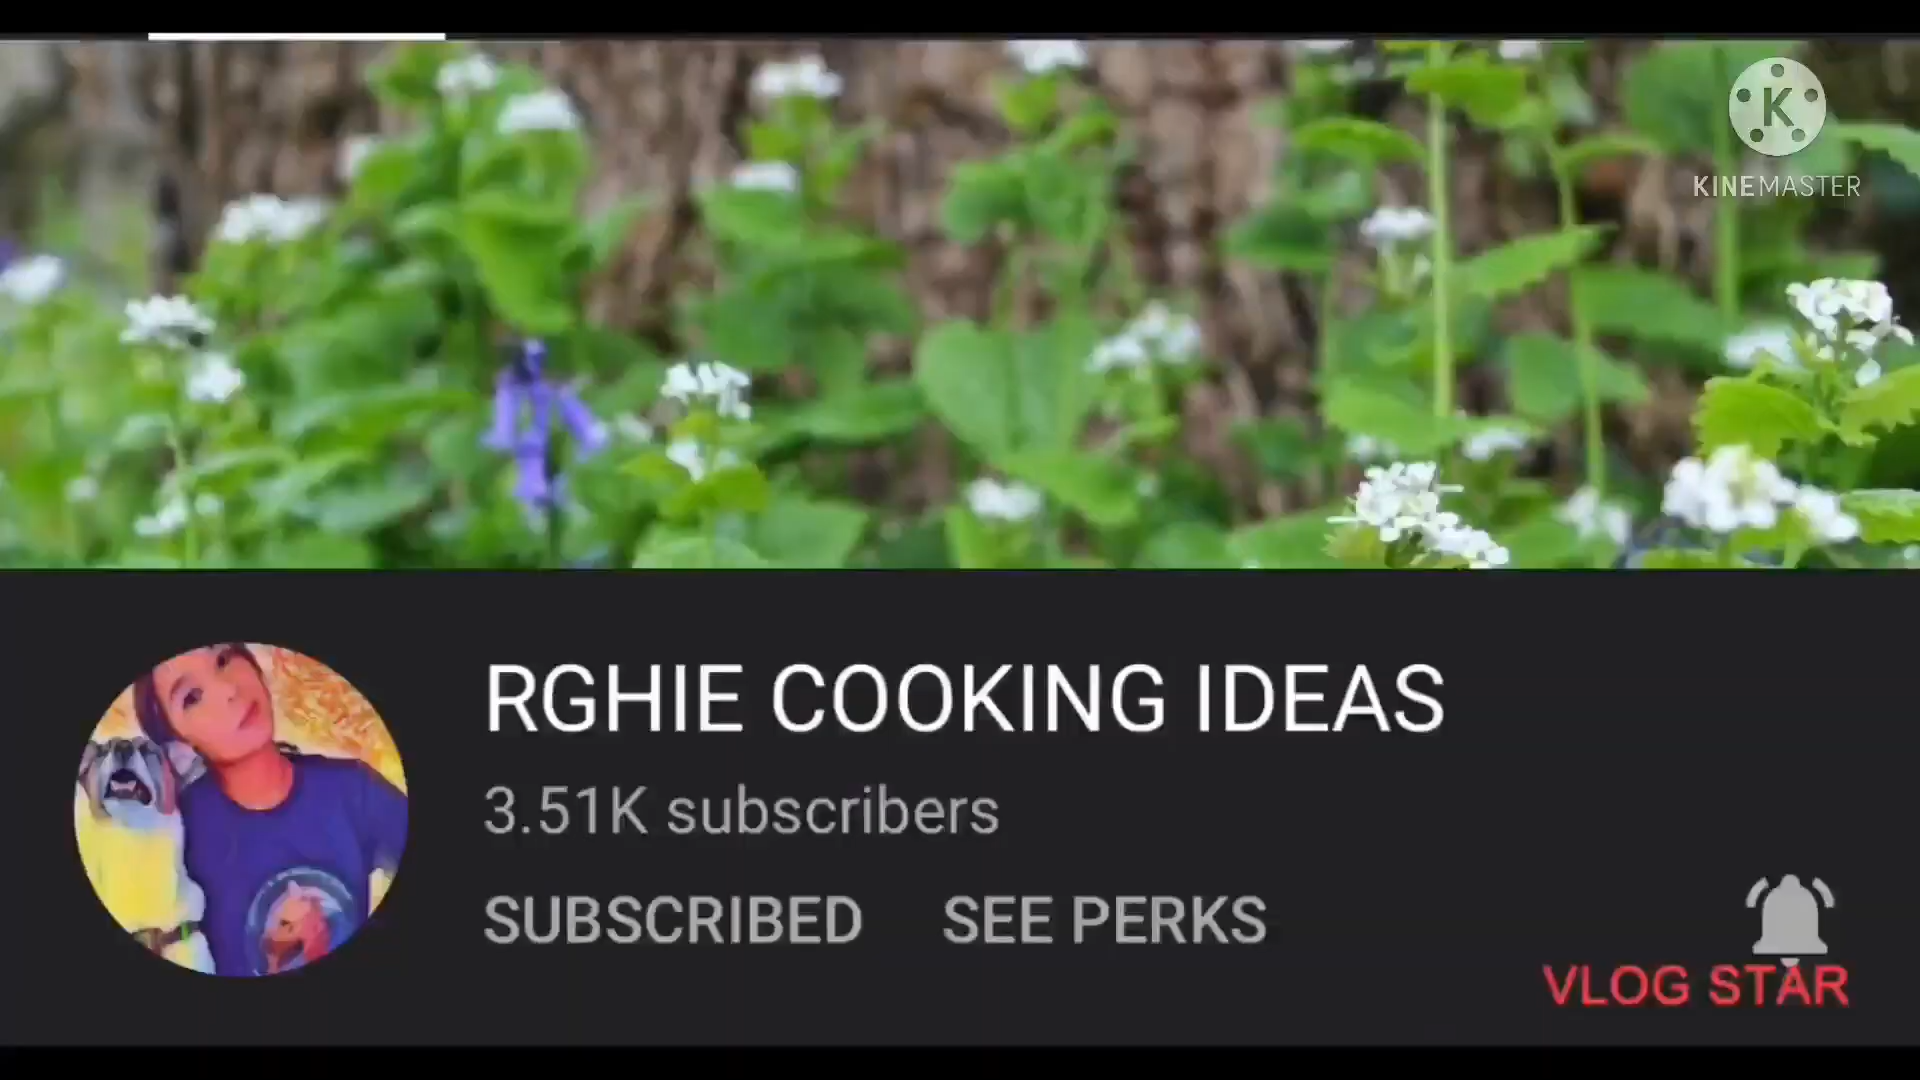 K
KINEMASTER
RGHIE COOKING IDEAS
3.51K subscribers
SUBSCRIBED SEE PERKS
VLOG STAR